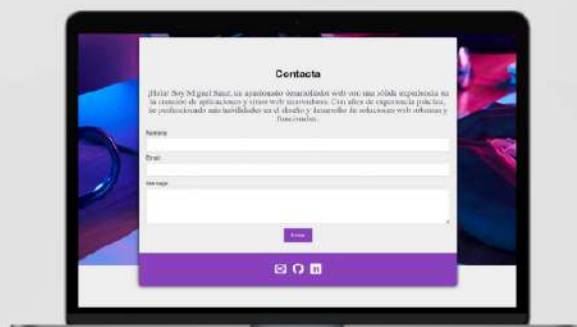 Contacta
¡Hola! Soy Miguel Sanz, un apasionado desarrollador web con una sólida experiencia en
la creación de aplicaciones y sitios web innovadores. Con años de experiencia práctica,
he perfeccionado mis habilidades en el diseño y desarrollo de soluciones web robustas y
funcionales.
Nombre:
Email:
Mensaje:
Enviar
in